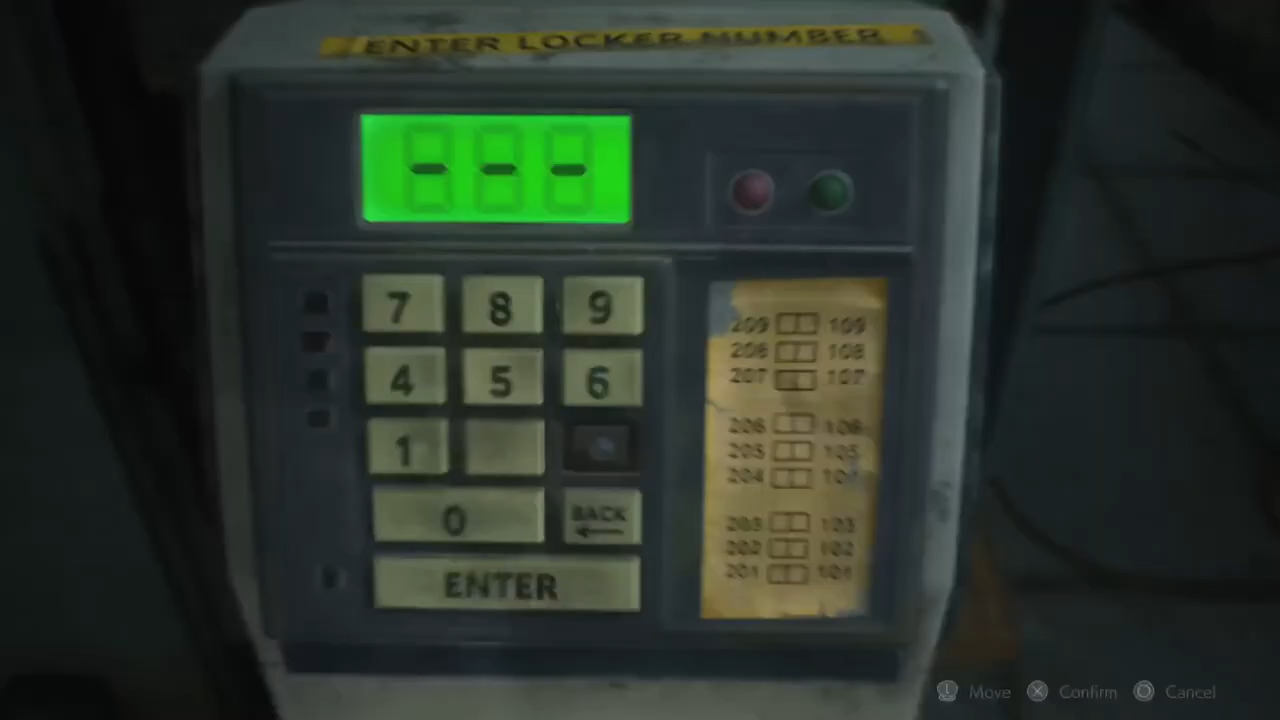 ENTER LOCKER NUMBER
- - -
7 8 9
4 5 6
1
0 BACK
ENTER
209 109
208 108
207 107
206 106
205 105
204
203 103
202 102
201 101
Move Confirm Cancel